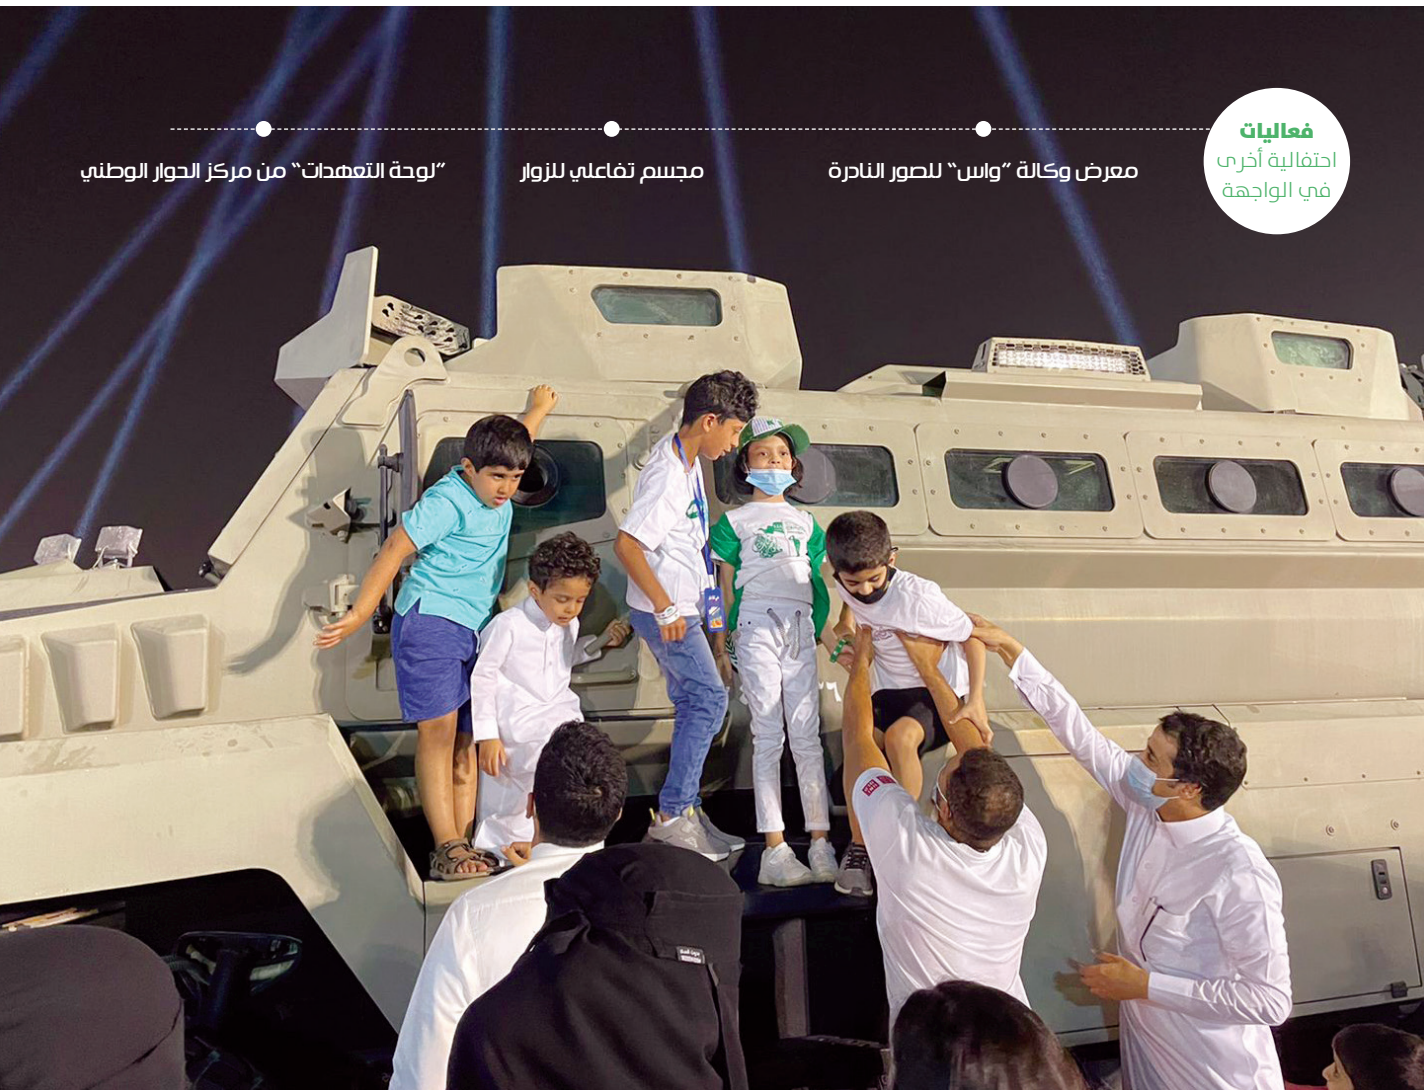 فعاليات
احتفالية أخرى
في الواجهة
معرض وكالة "واس" للصور النادرة
مجسم تفاعلي للزوار
"لوحة التعهدات" من مركز الحوار الوطني